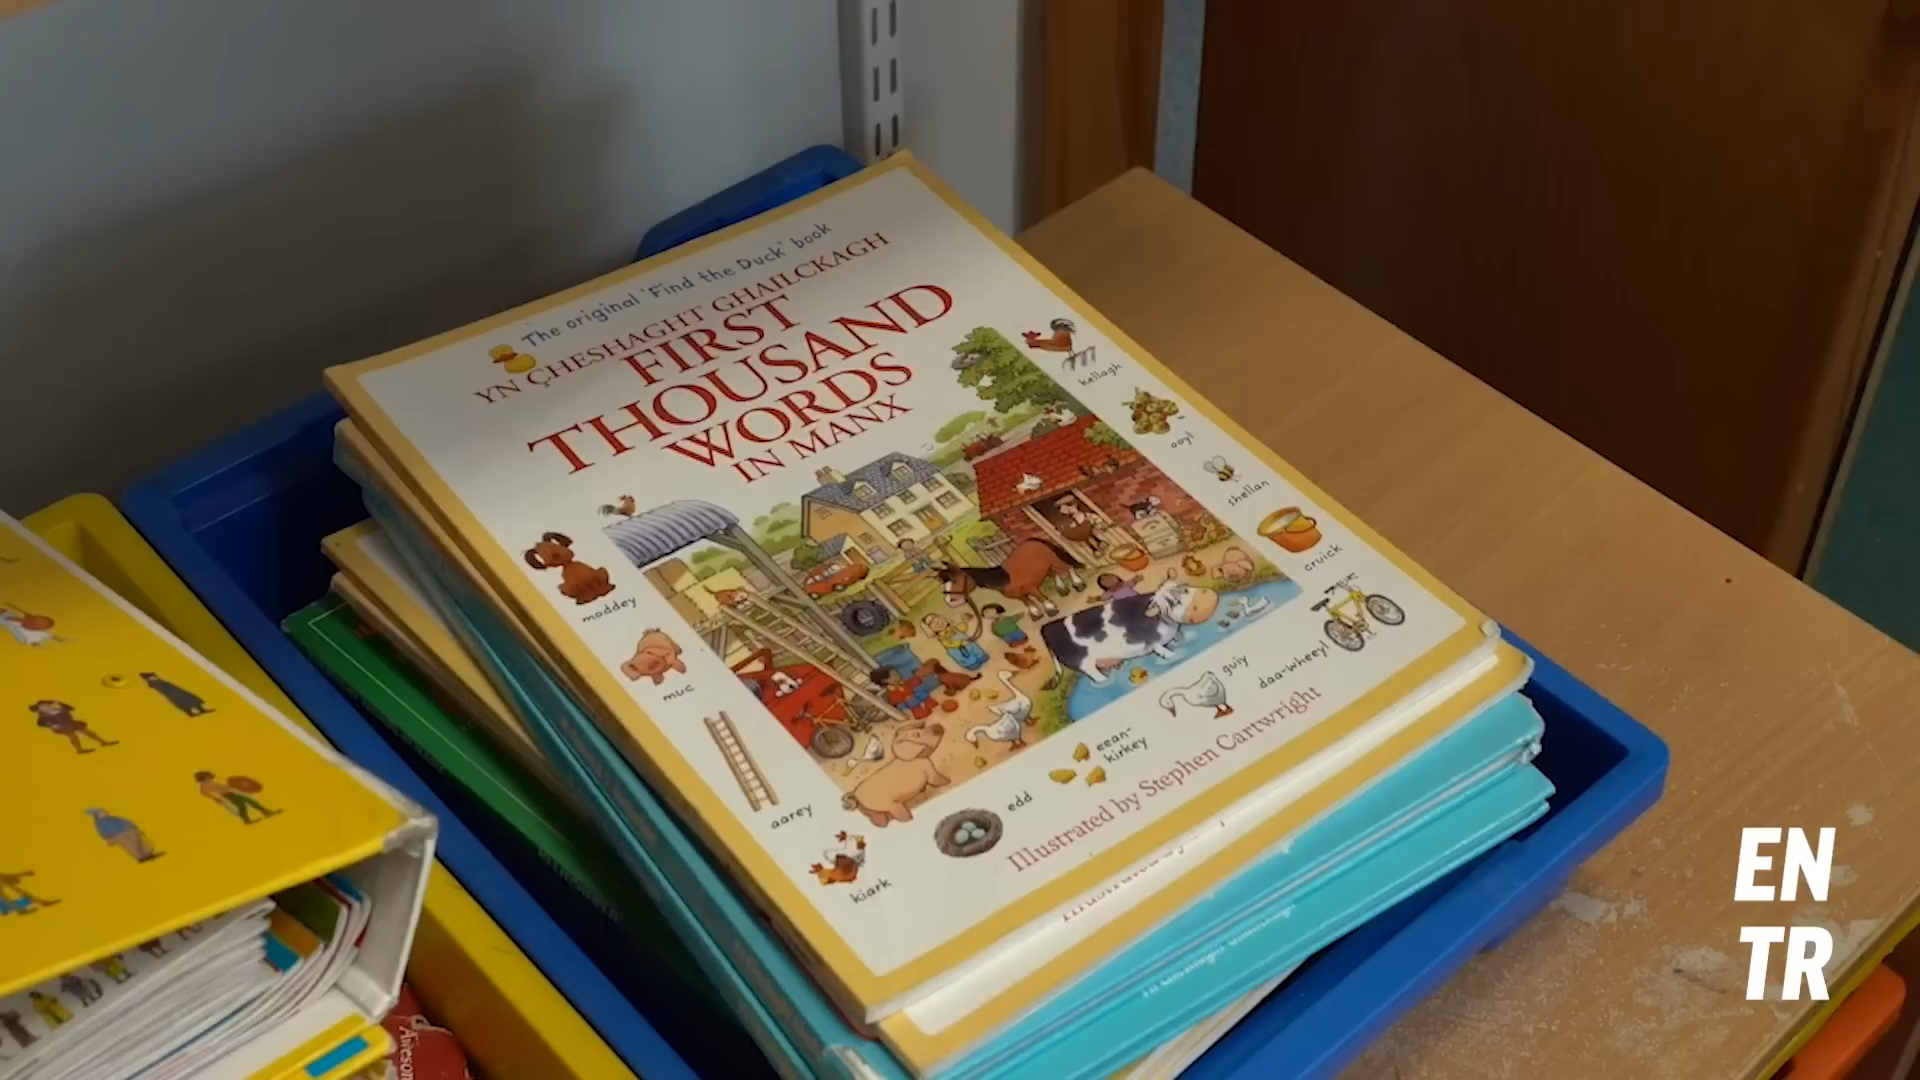 The original 'Find the Duck' book
YN ÇHESHAGHT GHAILCKAGH
FIRST
THOUSAND
WORDS
IN MANX
kellagh
ooyl
shellan
cruick
daa-wheeyl
guiy
eean-
kirkey
edd
kiark
aarey
muc
moddey
Illustrated by Stephen Cartwright
EN
TR